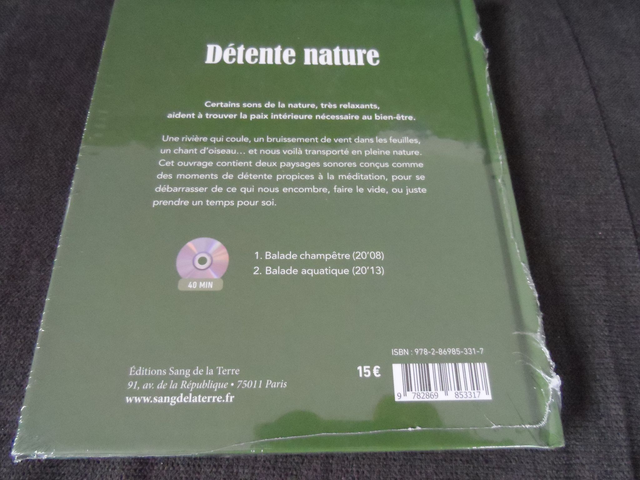 Détente nature
Certains sons de la nature, très relaxants,
aident à trouver la paix intérieure nécessaire au bien-être.
Une rivière qui coule, un bruissement de vent dans les feuilles,
un chant d'oiseau... et nous voilà transporté en pleine nature.
Cet ouvrage contient deux paysages sonores conçus comme
des moments de détente propices à la méditation, pour se
débarrasser de ce qui nous encombre, faire le vide, ou juste
prendre un temps pour soi.
1. Balade champêtre (20'08)
2. Balade aquatique (20'13)
40 MIN
ISBN : 978-2-86985-331-7
Éditions Sang de la Terre
91, av. de la République • 75011 Paris
www.sangdelaterre.fr
15 €
9 782869 853317